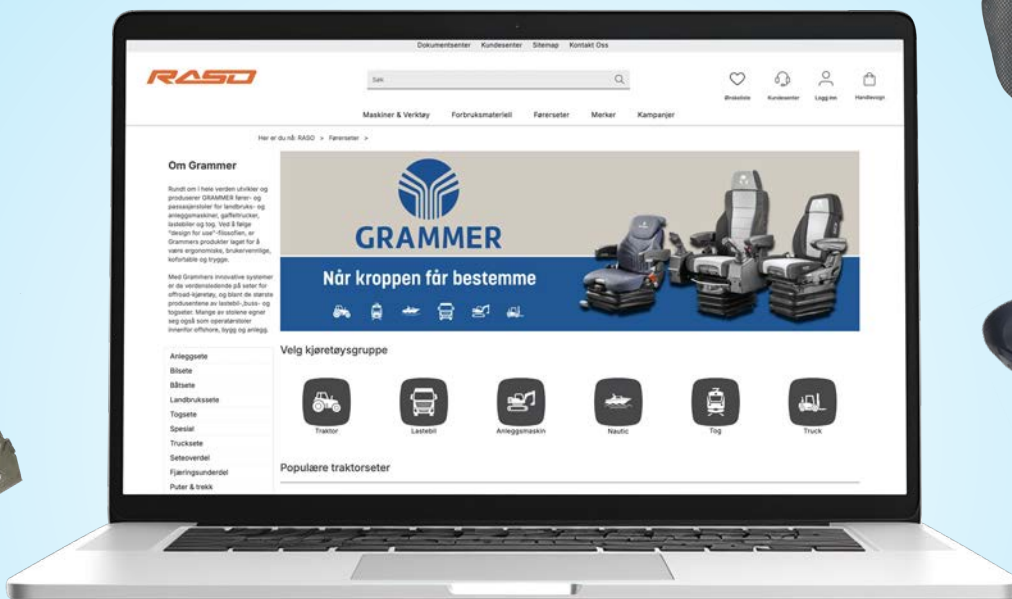 Dokumentsenter Kundesenter Sitemap Kontakt Oss
RASO
Søk
Ønskeliste Kundesenter Logg inn Handlevogn
Maskiner & Verktøy Forbruksmateriell Førerseter Merker Kampanjer
Her er du nå: RASO > Førerseter >
Om Grammer
Rundt om i hele verden utvikler og
produserer GRAMMER fører- og
passasjerstoler for landbruks- og
anleggsmaskiner, gaffeltrucker,
lastebiler og tog. Ved å følge
"design for use"-filosofien, er
Grammers produkter laget for å
være ergonomiske, brukervennlige,
kofortable og trygge.
Med Grammers innovative systemer
er de verdensledende på seter for
offroad-kjøretøy, og blant de største
produsentene av lastebil-,buss- og
togseter. Mange av stolene egner
seg også som operatørstoler
innenfor offshore, bygg og anlegg.
GRAMMER
Når kroppen får bestemme
Anleggsete
Bilsete
Båtsete
Landbrukssete
Togsete
Spesial
Trucksete
Seteoverdel
Fjæringsunderdel
Puter & trekk
Velg kjøretøysgruppe
Traktor Lastebil Anleggsmaskin Nautic Tog Truck
Populære traktorseter